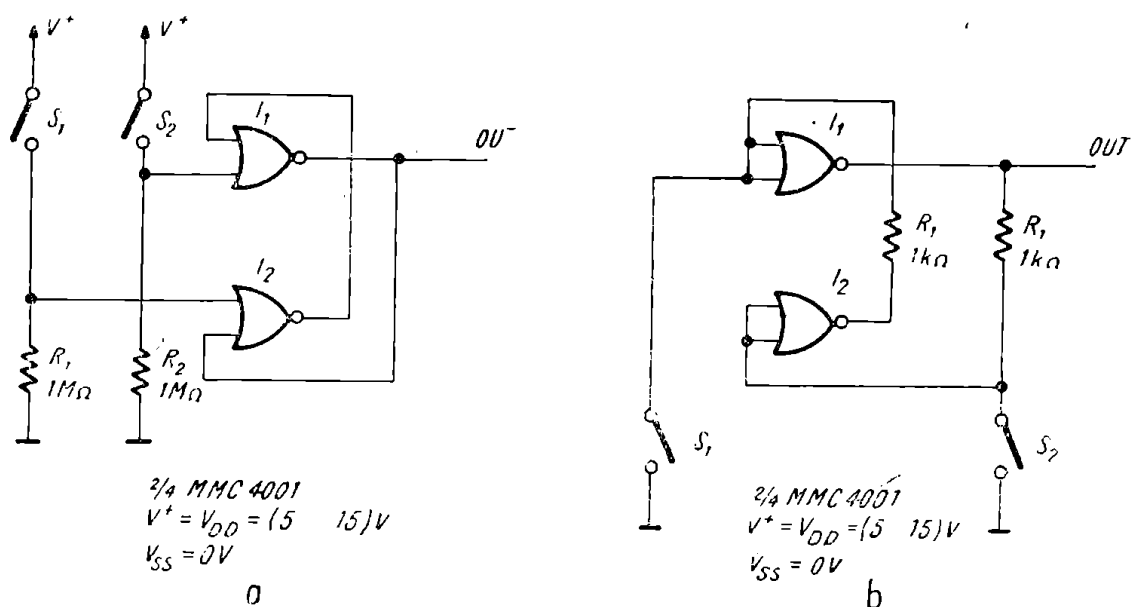 V⁺
V⁺
S₁
S₂
I₁
OU
I₂
R₁
1MΩ
R₂
1MΩ
2/4 MMC 4001
V⁺ = V_DD = (5 15)V
V_SS = 0V
a
I₁
OUT
R₁
1kΩ
R₁
1kΩ
I₂
S₁
S₂
2/4 MMC 4001
V⁺ = V_DD = (5 15)V
V_SS = 0V
b